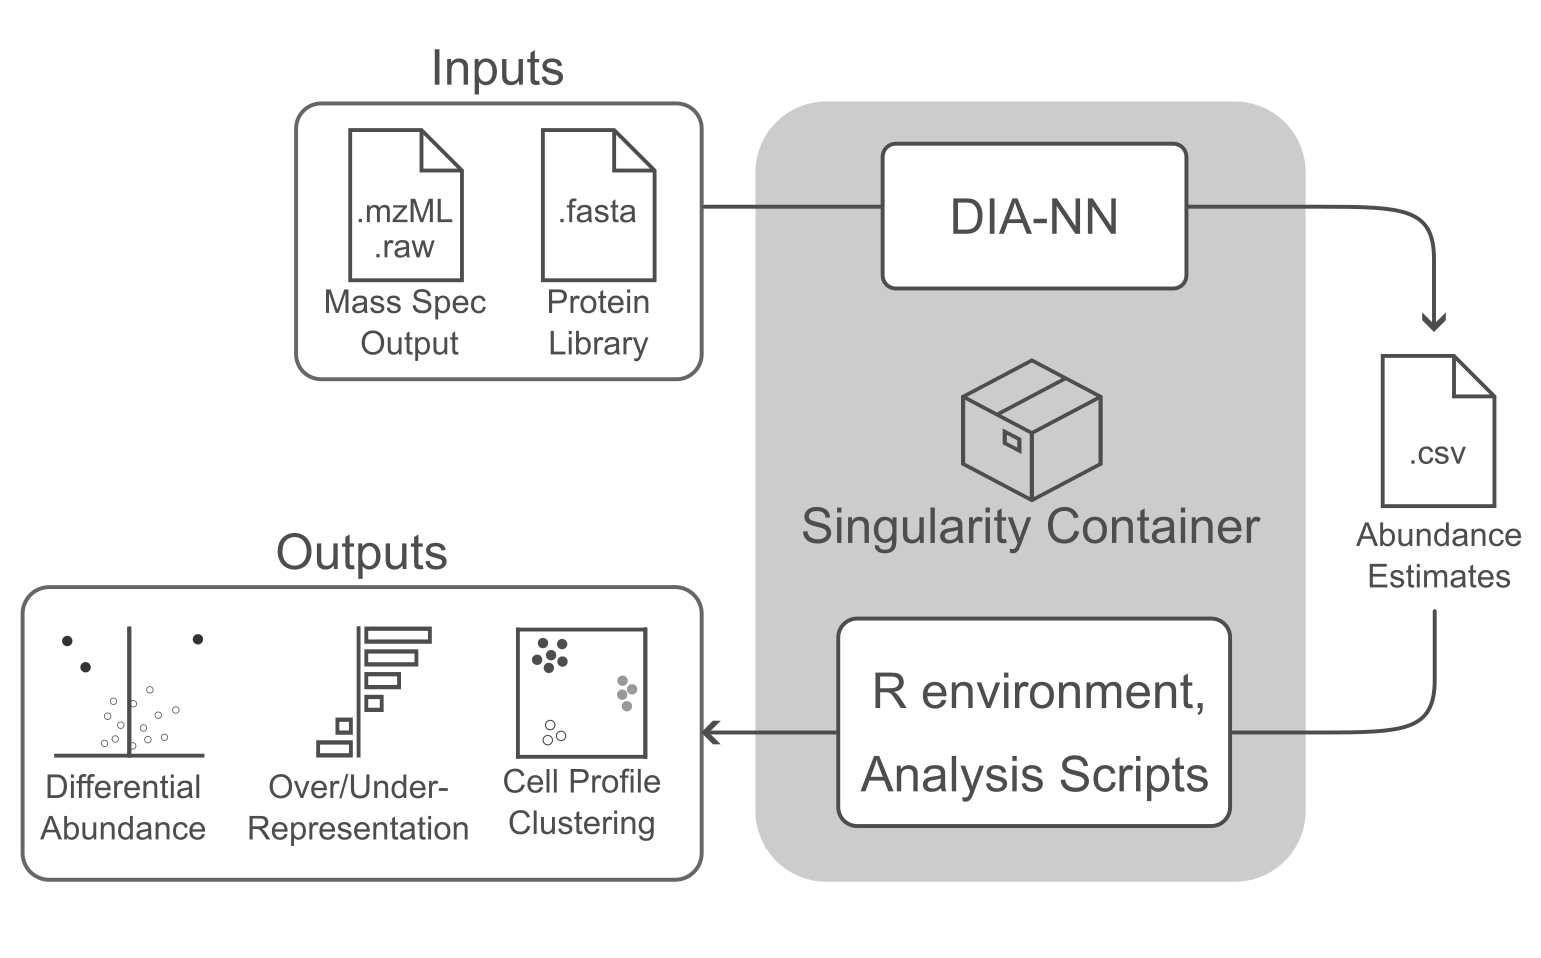 Inputs
.mzML
.raw
Mass Spec
Output
.fasta
Protein
Library
DIA-NN
.csv
Abundance
Estimates
Singularity Container
R environment,
Analysis Scripts
Outputs
Differential
Abundance
Over/Under-
Representation
Cell Profile
Clustering